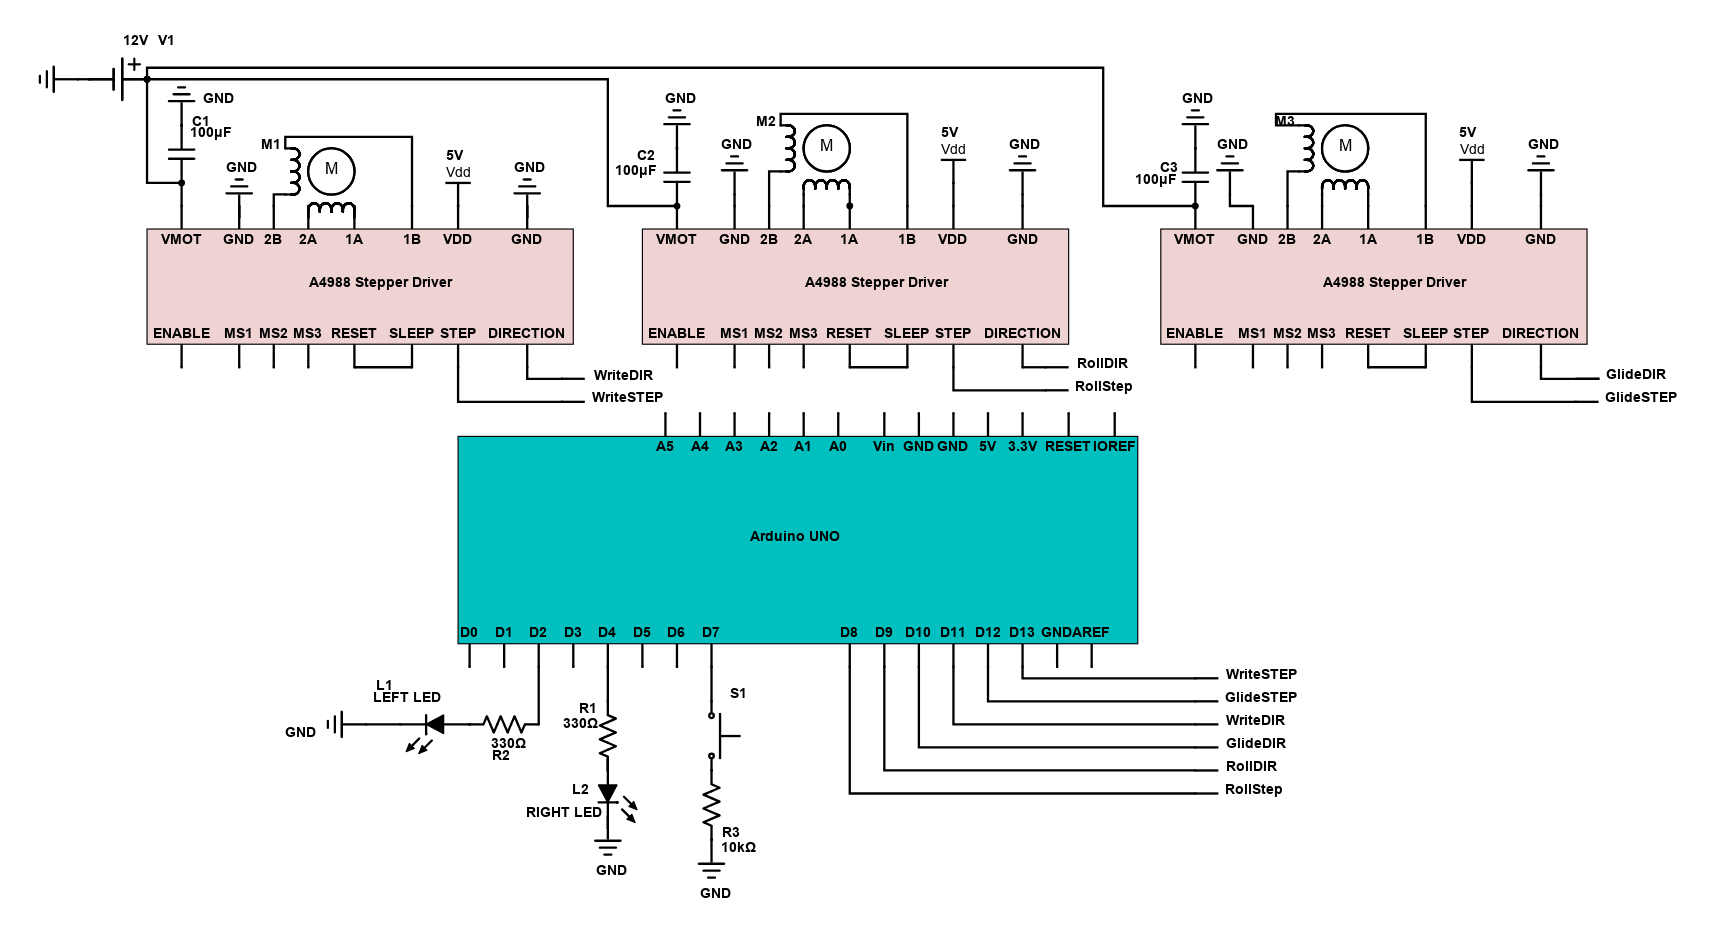 12V V1
GND
C1
100µF
M1
GND
M
5V
Vdd
GND
GND
M2
C2
100µF
GND
M
5V
Vdd
GND
GND
M3
C3
100µF
GND
M
5V
Vdd
GND
VMOT GND 2B 2A 1A 1B VDD GND
A4988 Stepper Driver
ENABLE MS1 MS2 MS3 RESET SLEEP STEP DIRECTION
WriteDIR
WriteSTEP
VMOT GND 2B 2A 1A 1B VDD GND
A4988 Stepper Driver
ENABLE MS1 MS2 MS3 RESET SLEEP STEP DIRECTION
RollDIR
RollStep
VMOT GND 2B 2A 1A 1B VDD GND
A4988 Stepper Driver
ENABLE MS1 MS2 MS3 RESET SLEEP STEP DIRECTION
GlideDIR
GlideSTEP
A5 A4 A3 A2 A1 A0 Vin GND GND 5V 3.3V RESET IOREF
Arduino UNO
D0 D1 D2 D3 D4 D5 D6 D7 D8 D9 D10 D11 D12 D13 GND AREF
L1
LEFT LED
GND
330Ω
R2
R1
330Ω
L2
RIGHT LED
GND
S1
R3
10kΩ
GND
WriteSTEP
GlideSTEP
WriteDIR
GlideDIR
RollDIR
RollStep